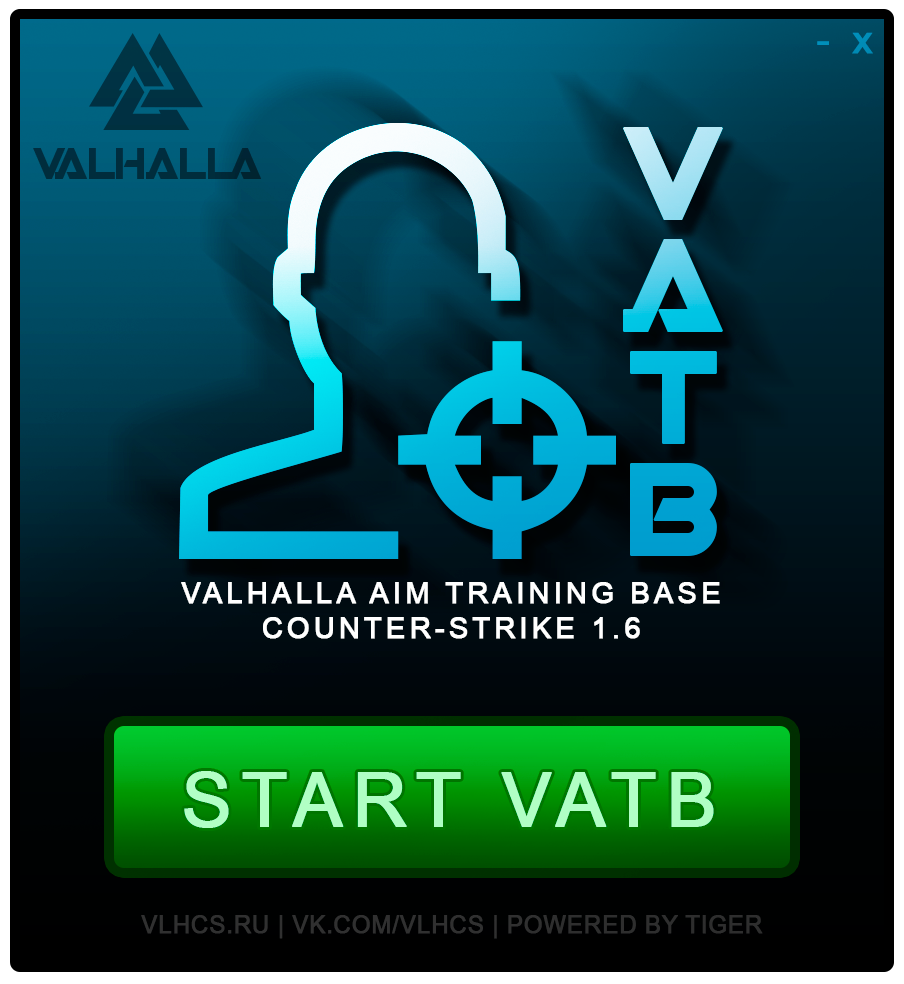 - X
VALHALLA
V
A
T
B
VALHALLA AIM TRAINING BASE
COUNTER-STRIKE 1.6
START VATB
VLHCS.RU | VK.COM/VLHCS | POWERED BY TIGER